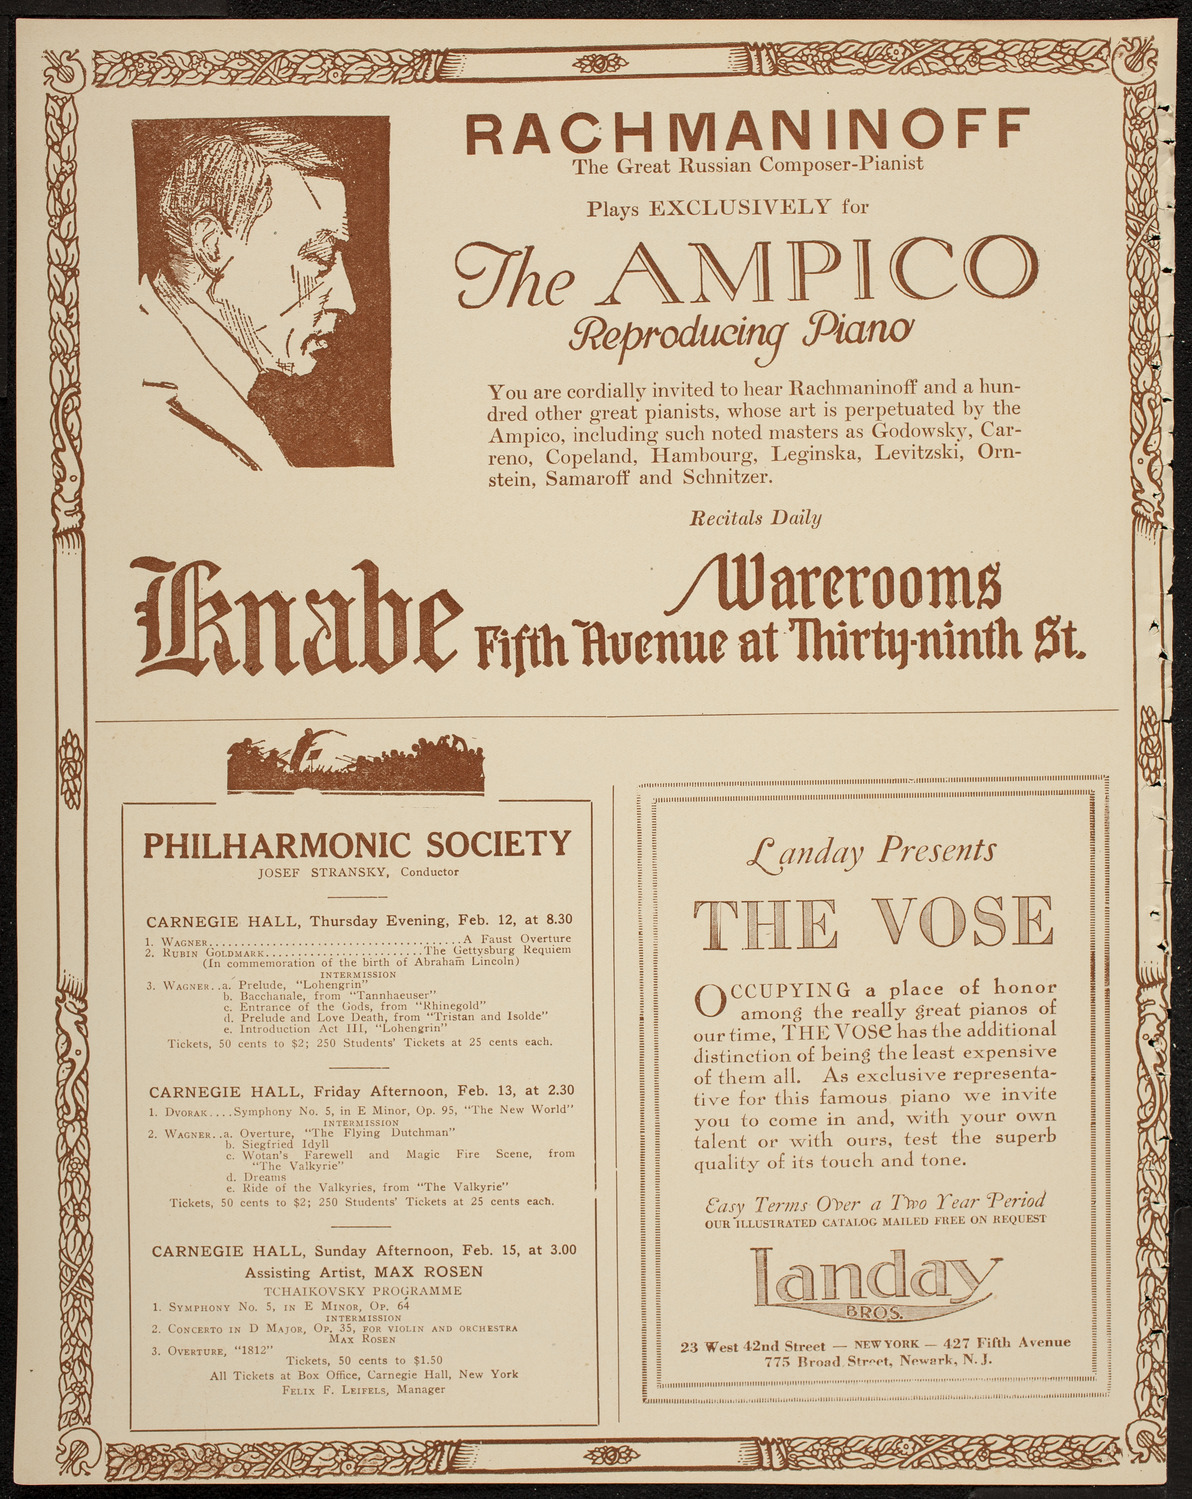 RACHMANINOFF
The Great Russian Composer-Pianist
Plays EXCLUSIVELY for
The AMPICO
Reproducing Piano
You are cordially invited to hear Rachmaninoff and a hun-
dred other great pianists, whose art is perpetuated by the
Ampico, including such noted masters as Godowsky, Car-
reno, Copeland, Hambourg, Leginska, Levitzski, Orn-
stein, Samaroff and Schnitzer.
Recitals Daily
Knabe Warerooms
Fifth Avenue at Thirty-ninth St.
PHILHARMONIC SOCIETY
JOSEF STRANSKY, Conductor
CARNEGIE HALL, Thursday Evening, Feb. 12, at 8.30
1. WAGNER.....................................A Faust Overture
2. RUBIN GOLDMARK.......................The Gettysburg Requiem
(In commemoration of the birth of Abraham Lincoln)
INTERMISSION
3. WAGNER..a. Prelude, "Lohengrin"
b. Bacchanale, from "Tannhaeuser"
c. Entrance of the Gods, from "Rhinegold"
d. Prelude and Love Death, from "Tristan and Isolde"
e. Introduction Act III, "Lohengrin"
Tickets, 50 cents to $2; 250 Students' Tickets at 25 cents each.
CARNEGIE HALL, Friday Afternoon, Feb. 13, at 2.30
1. DVORAK....Symphony No. 5, in E Minor, Op. 95, "The New World"
INTERMISSION
2. WAGNER..a. Overture, "The Flying Dutchman"
b. Siegfried Idyll
c. Wotan's Farewell and Magic Fire Scene, from
"The Valkyrie"
d. Dreams
e. Ride of the Valkyries, from "The Valkyrie"
Tickets, 50 cents to $2; 250 Students' Tickets at 25 cents each.
CARNEGIE HALL, Sunday Afternoon, Feb. 15, at 3.00
Assisting Artist, MAX ROSEN
TCHAIKOVSKY PROGRAMME
1. SYMPHONY NO. 5, IN E MINOR, OP. 64
INTERMISSION
2. CONCERTO IN D MAJOR, OP. 35, FOR VIOLIN AND ORCHESTRA
MAX ROSEN
3. OVERTURE, "1812"
Tickets, 50 cents to $1.50
All Tickets at Box Office, Carnegie Hall, New York
FELIX F. LEIFELS, Manager
Landay Presents
THE VOSE
OCCUPYING a place of honor
among the really great pianos of
our time, THE VOSE has the additional
distinction of being the least expensive
of them all. As exclusive representa-
tive for this famous piano we invite
you to come in and, with your own
talent or with ours, test the superb
quality of its touch and tone.
Easy Terms Over a Two Year Period
OUR ILLUSTRATED CATALOG MAILED FREE ON REQUEST
Landay
BROS.
23 West 42nd Street — NEW YORK — 427 Fifth Avenue
775 Broad Street, Newark, N. J.